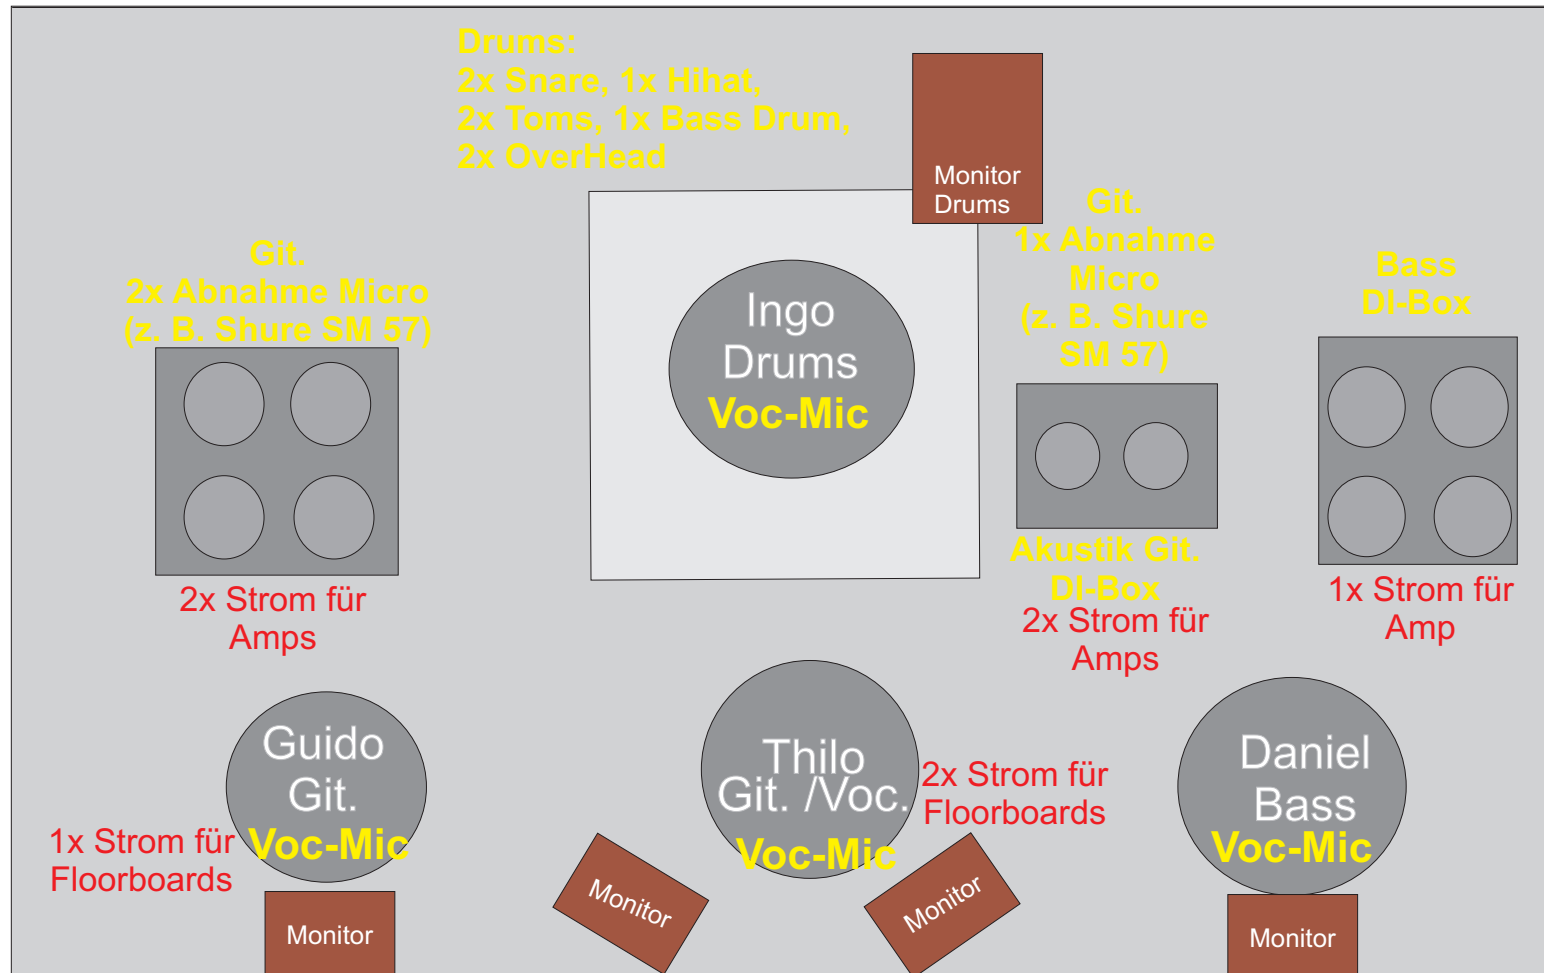 Drums:
2x Snare, 1x Hihat,
2x Toms, 1x Bass Drum,
2x OverHead
Monitor
Drums
Git.
2x Abnahme Micro
(z. B. Shure SM 57)
Ingo
Drums
Voc-Mic
Git.
1x Abnahme
Micro
(z. B. Shure
SM 57)
Bass
DI-Box
2x Strom für
Amps
Akustik Git.
DI-Box
2x Strom für
Amps
1x Strom für
Amp
Guido
Git.
Voc-Mic
1x Strom für
Floorboards
Thilo
Git. /Voc.
Voc-Mic
2x Strom für
Floorboards
Daniel
Bass
Voc-Mic
Monitor
Monitor
Monitor
Monitor